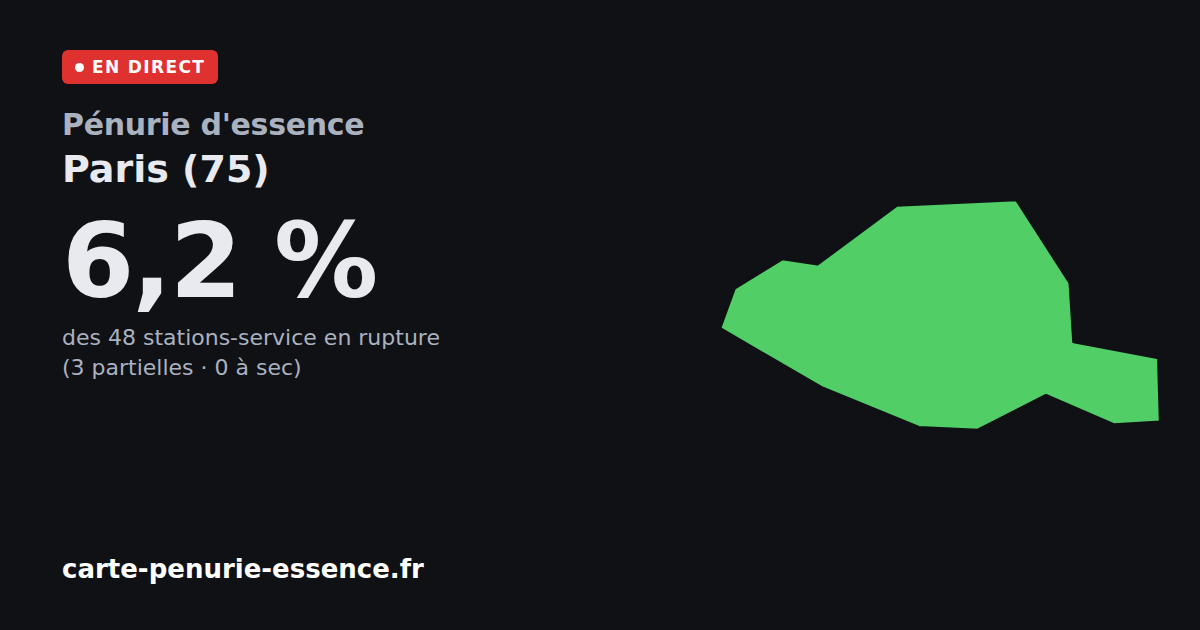 EN DIRECT
Pénurie d'essence
Paris (75)
6,2 %
des 48 stations-service en rupture
(3 partielles · 0 à sec)
carte-penurie-essence.fr